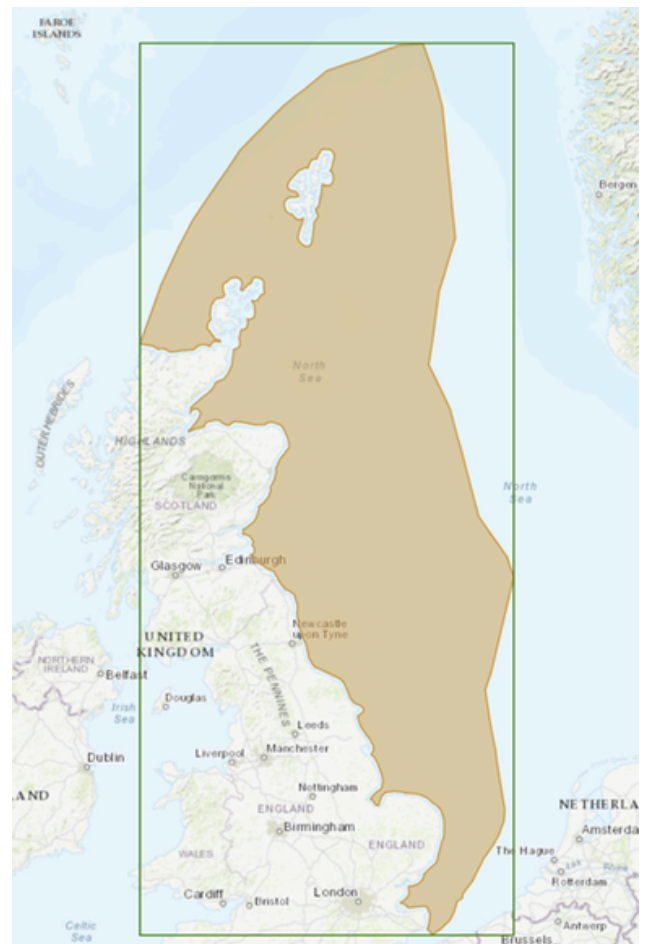 FAROE
ISLANDS
Bergen
North
Sea
OUTER HEBRIDES
HIGHLANDS
Cairngorms
National
Park
SCOTLAND
North
Sea
Edinburgh
Glasgow
Newcastle
upon Tyne
UNITED
KINGDOM
THE PENNINES
NORTHERN
IRELAND
Belfast
Douglas
Irish
Sea
Leeds
Manchester
Liverpool
Dublin
Nottingham
AND
NETHERLA
ENGLAND
Birmingham
Amsterda
ENGLAND
The Hague
WALES
Lek
Rotterdam
London
Cardiff
Bristol
Celtic
Sea
Antwerp
Brussels